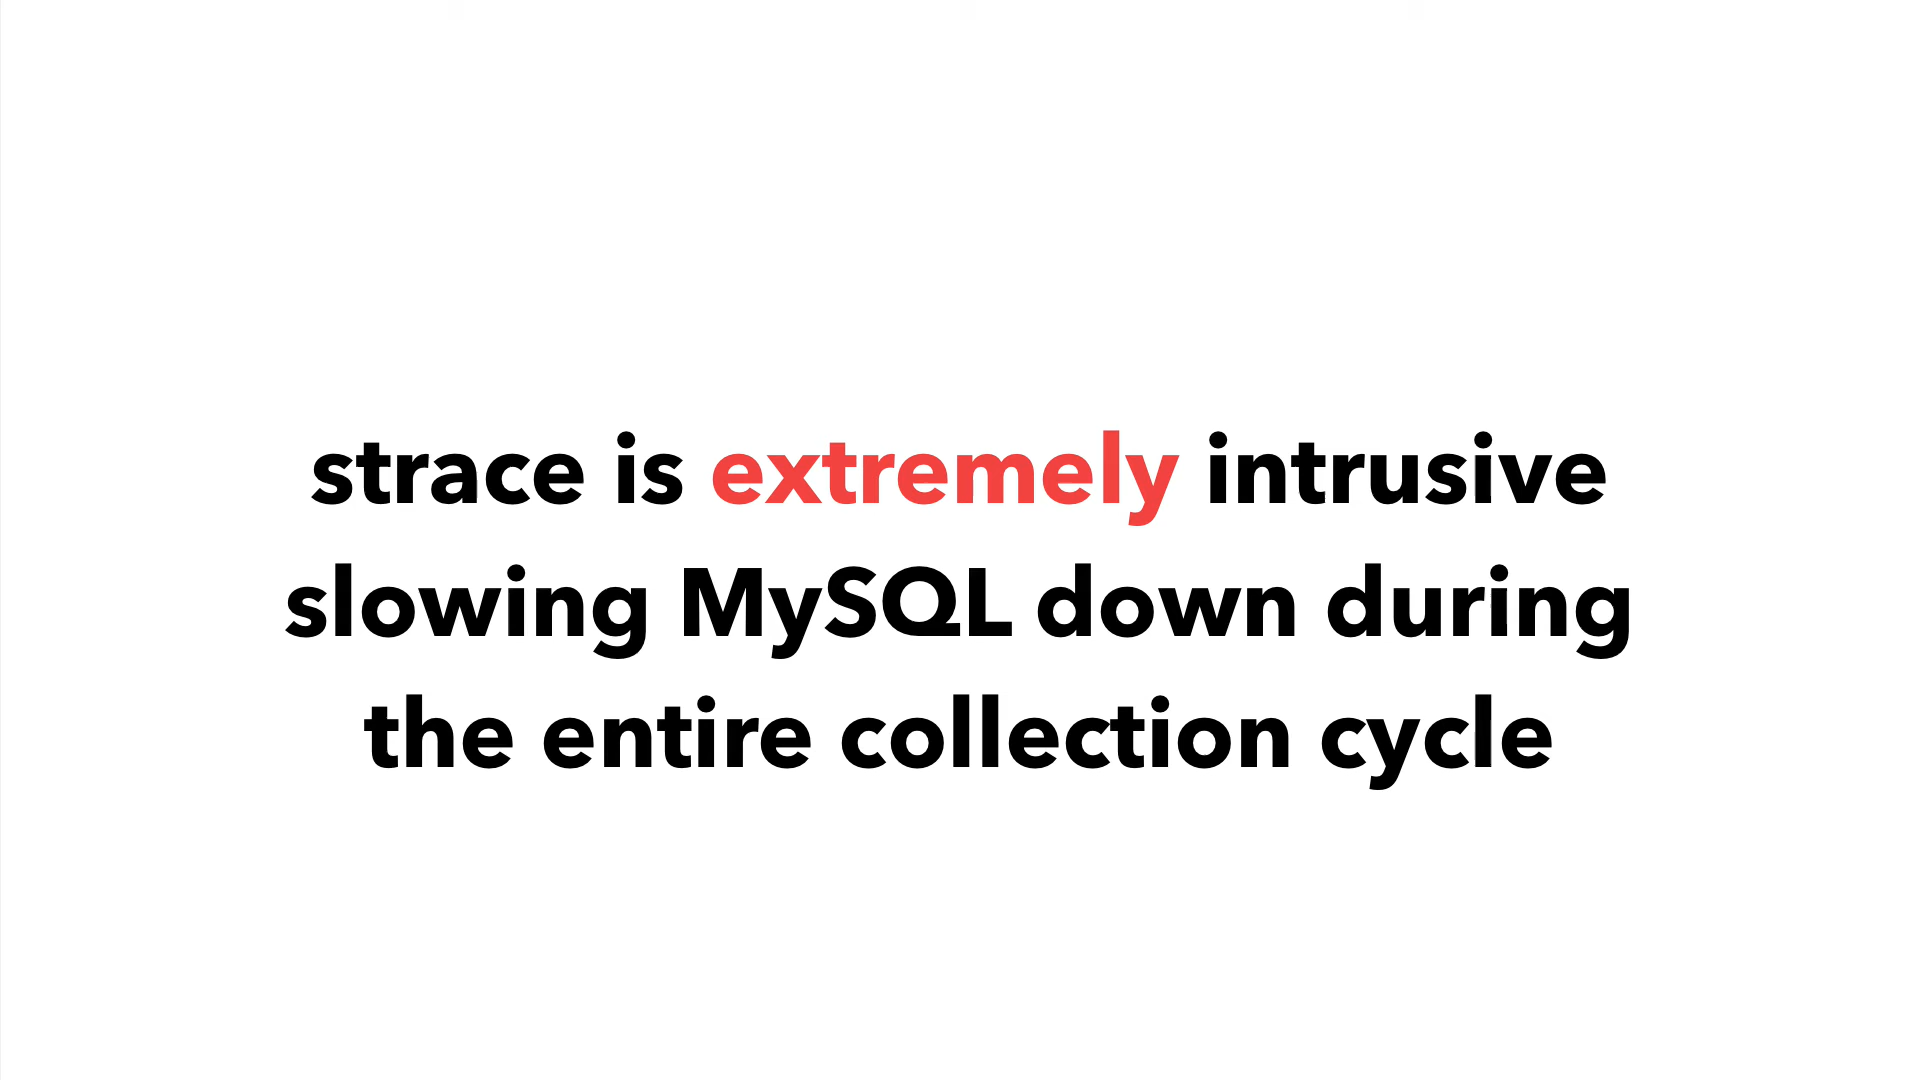 strace is extremely intrusive
slowing MySQL down during
the entire collection cycle